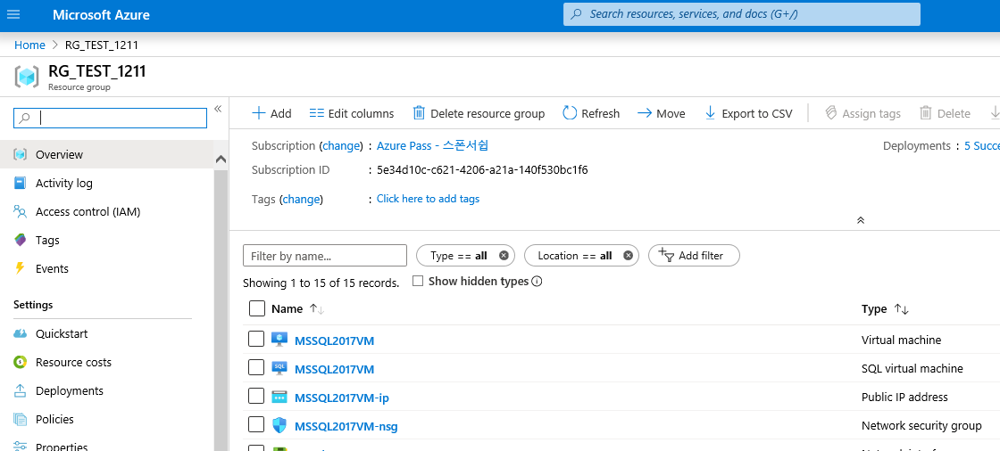 Microsoft Azure
Search resources, services, and docs (G+/)
Home > RG_TEST_1211
RG_TEST_1211
Resource group
Add Edit columns Delete resource group Refresh Move Export to CSV Assign tags Delete
Subscription (change) : Azure Pass - 스폰서쉽
Deployments : 5 Succe
Subscription ID : 5e34d10c-c621-4206-a21a-140f530bc1f6
Tags (change) : Click here to add tags
Overview
Activity log
Access control (IAM)
Tags
Events
Settings
Quickstart
Resource costs
Deployments
Policies
Properties
Filter by name...
Type == all
Location == all
Add filter
Showing 1 to 15 of 15 records.
Show hidden types
Name Type
MSSQL2017VM Virtual machine
MSSQL2017VM SQL virtual machine
MSSQL2017VM-ip Public IP address
MSSQL2017VM-nsg Network security group